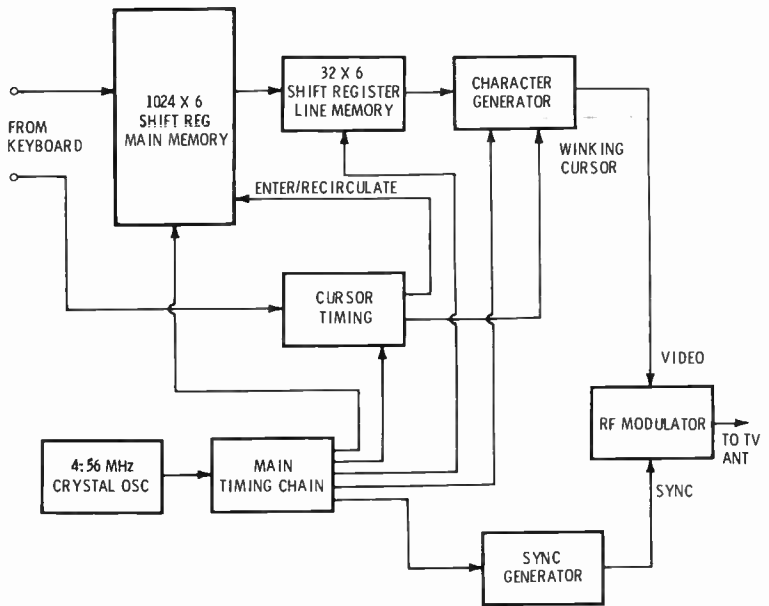 1024 X 6
SHIFT REG
MAIN MEMORY
32 X 6
SHIFT REGISTER
LINE MEMORY
CHARACTER
GENERATOR
FROM
KEYBOARD
WINKING
CURSOR
ENTER/RECIRCULATE
CURSOR
TIMING
VIDEO
RF MODULATOR
TO TV
ANT
4.56 MHz
CRYSTAL OSC
MAIN
TIMING CHAIN
SYNC
SYNC
GENERATOR